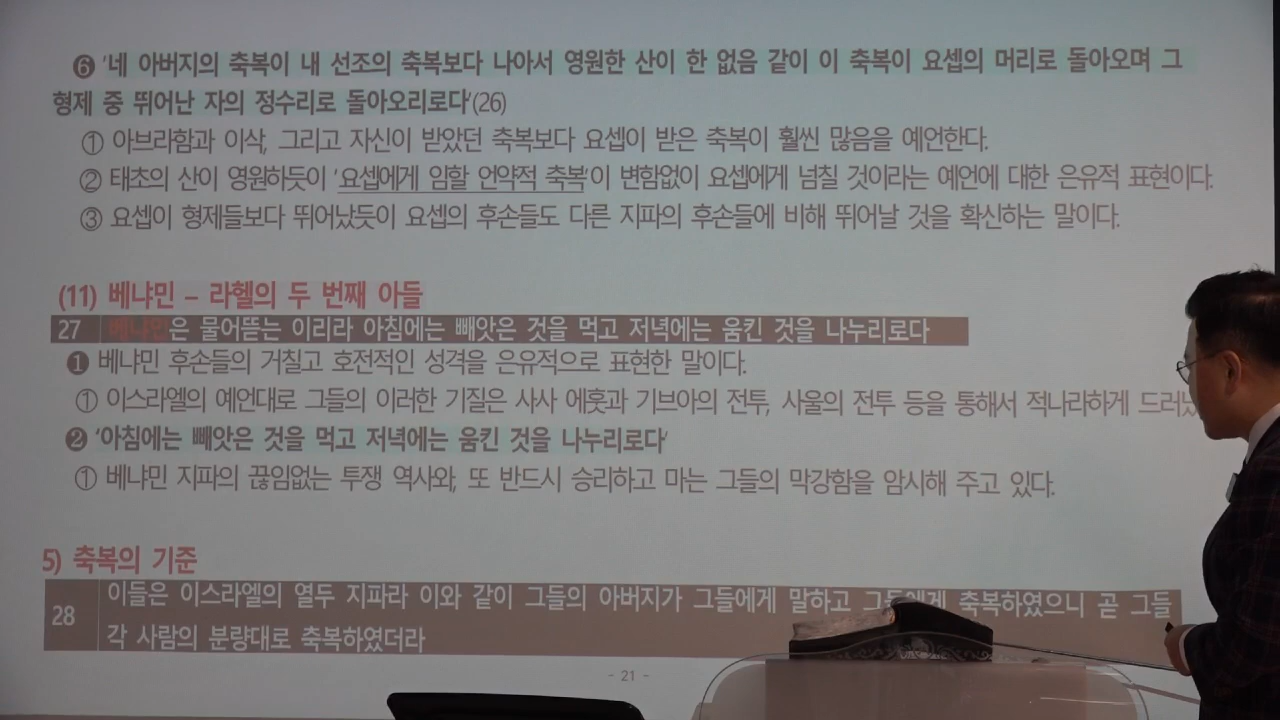 ❻ '네 아버지의 축복이 내 선조의 축복보다 나아서 영원한 산이 한 없음 같이 이 축복이 요셉의 머리로 돌아오며 그
형제 중 뛰어난 자의 정수리로 돌아오리로다'(26)
① 아브라함과 이삭, 그리고 자신이 받았던 축복보다 요셉이 받은 축복이 훨씬 많음을 예언한다.
② 태초의 산이 영원하듯이 '요셉에게 임할 언약적 축복'이 변함없이 요셉에게 넘칠 것이라는 예언에 대한 은유적 표현이다.
③ 요셉이 형제들보다 뛰어났듯이 요셉의 후손들도 다른 지파의 후손들에 비해 뛰어날 것을 확신하는 말이다.
(11) 베냐민 – 라헬의 두 번째 아들
27 베냐민은 물어뜯는 이리라 아침에는 빼앗은 것을 먹고 저녁에는 움킨 것을 나누리로다
❶ 베냐민 후손들의 거칠고 호전적인 성격을 은유적으로 표현한 말이다.
① 이스라엘의 예언대로 그들의 이러한 기질은 사사 에훗과 기브아의 전투, 사울의 전투 등을 통해서 적나라하게
❷ '아침에는 빼앗은 것을 먹고 저녁에는 움킨 것을 나누리로다'
① 베냐민 지파의 끊임없는 투쟁 역사와, 또 반드시 승리하고 마는 그들의 막강함을 암시해 주고 있다.
5) 축복의 기준
28 이들은 이스라엘의 열두 지파라 이와 같이 그들의 아버지가 그들에게 말하고 그들에게 축복하였으니 곧 그들
각 사람의 분량대로 축복하였더라
- 21 -